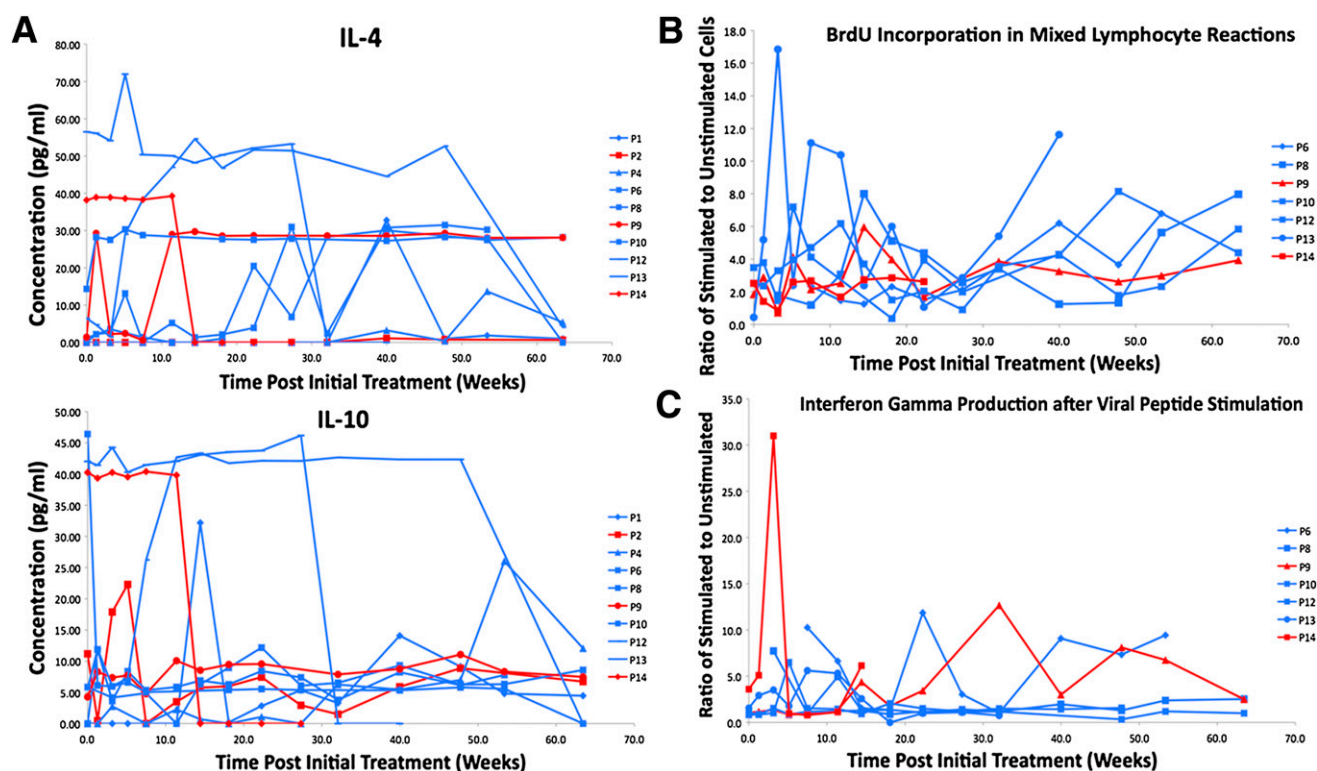 A
IL-4
Concentration (pg/ml)
80.00
70.00
60.00
50.00
40.00
30.00
20.00
10.00
0.00
0.0 10.0 20.0 30.0 40.0 50.0 60.0 70.0
Time Post Initial Treatment (Weeks)
P1
P2
P4
P6
P8
P9
P10
P12
P13
P14
IL-10
Concentration (pg/ml)
50.00
45.00
40.00
35.00
30.00
25.00
20.00
15.00
10.00
5.00
0.00
0.0 10.0 20.0 30.0 40.0 50.0 60.0 70.0
Time Post Initial Treatment (Weeks)
P1
P2
P4
P6
P8
P9
P10
P12
P13
P14
B
BrdU Incorporation in Mixed Lymphocyte Reactions
Ratio of Stimulated to Unstimulated Cells
18.0
16.0
14.0
12.0
10.0
8.0
6.0
4.0
2.0
0.0
0.0 10.0 20.0 30.0 40.0 50.0 60.0 70.0
Time Post Initial Treatment (Weeks)
P6
P8
P9
P10
P12
P13
P14
C
Interferon Gamma Production after Viral Peptide Stimulation
Ratio of Stimulated to Unstimulated
35.0
30.0
25.0
20.0
15.0
10.0
5.0
0.0
0.0 10.0 20.0 30.0 40.0 50.0 60.0 70.0
Time Post Initial Treatment (Weeks)
P6
P8
P9
P10
P12
P13
P14